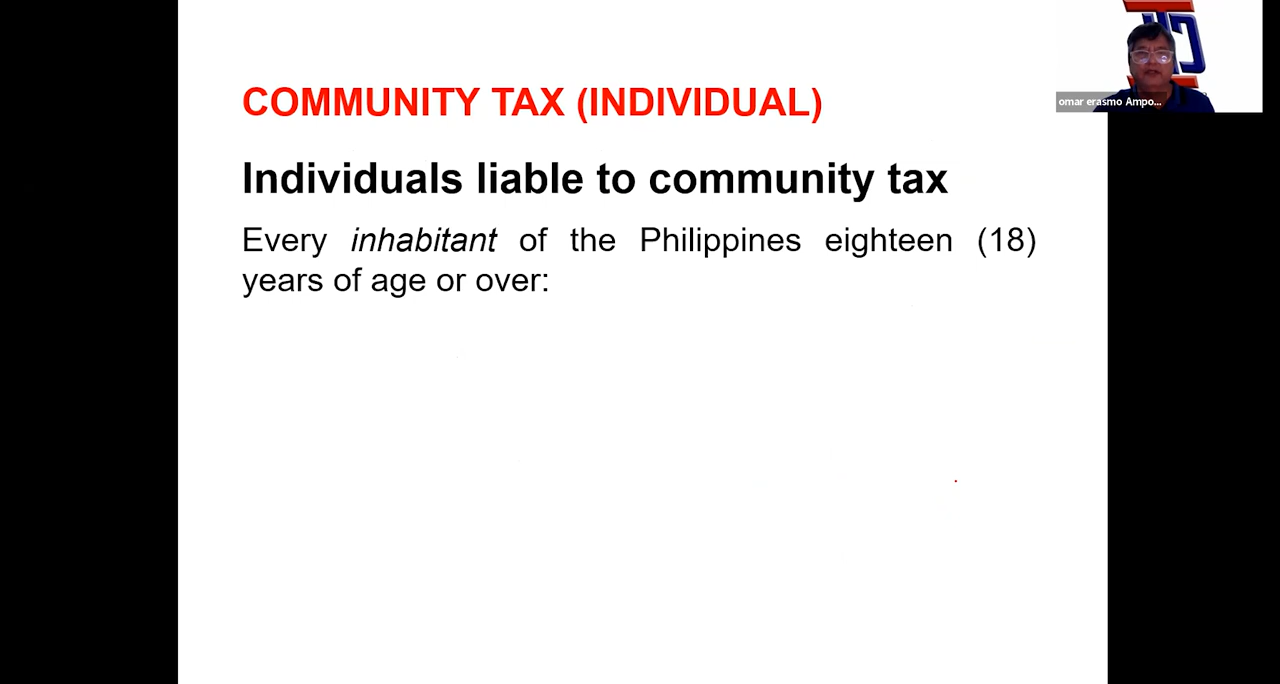 COMMUNITY TAX (INDIVIDUAL)
omar erasmo Ampo...
Individuals liable to community tax
Every inhabitant of the Philippines eighteen (18)
years of age or over: